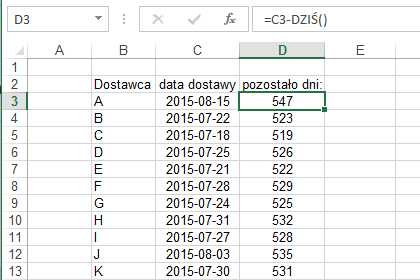 D3 fx =C3-DZIŚ()
A B C D E
1
2 Dostawca data dostawy pozostało dni:
3 A 2015-08-15 547
4 B 2015-07-22 523
5 C 2015-07-18 519
6 D 2015-07-25 526
7 E 2015-07-21 522
8 F 2015-07-28 529
9 G 2015-07-24 525
10 H 2015-07-31 532
11 I 2015-07-27 528
12 J 2015-08-03 535
13 K 2015-07-30 531